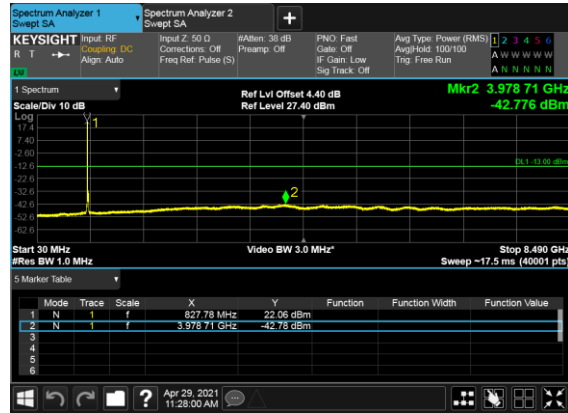 Spectrum Analyzer 1
Swept SA
Spectrum Analyzer 2
Swept SA
+
KEYSIGHT
R T
Input: RF
Coupling: DC
Align: Auto
Input Z: 50 Ω
Corrections: Off
Freq Ref: Pulse (S)
#Atten: 38 dB
Preamp: Off
PNO: Fast
Gate: Off
IF Gain: Low
Sig Track: Off
Avg Type: Power (RMS)
Avg|Hold: 100/100
Trig: Free Run
1 2 3 4 5 6
A W W W W W
A N N N N N
1 Spectrum
Scale/Div 10 dB
Ref Lvl Offset 4.40 dB
Ref Level 27.40 dBm
Mkr2 3.978 71 GHz
-42.776 dBm
Log
17.4
7.40
-2.60
-12.6
-22.6
-32.6
-42.6
-52.6
-62.6
1
2
DL1 -13.00 dBm
Start 30 MHz
#Res BW 1.0 MHz
Video BW 3.0 MHz*
Stop 8.490 GHz
Sweep ~17.5 ms (40001 pts)
5 Marker Table
Mode Trace Scale X Y Function Function Width Function Value
1 N 1 f 827.78 MHz 22.06 dBm
2 N 1 f 3.978 71 GHz -42.78 dBm
3
4
5
6
?
Apr 29, 2021
11:28:00 AM